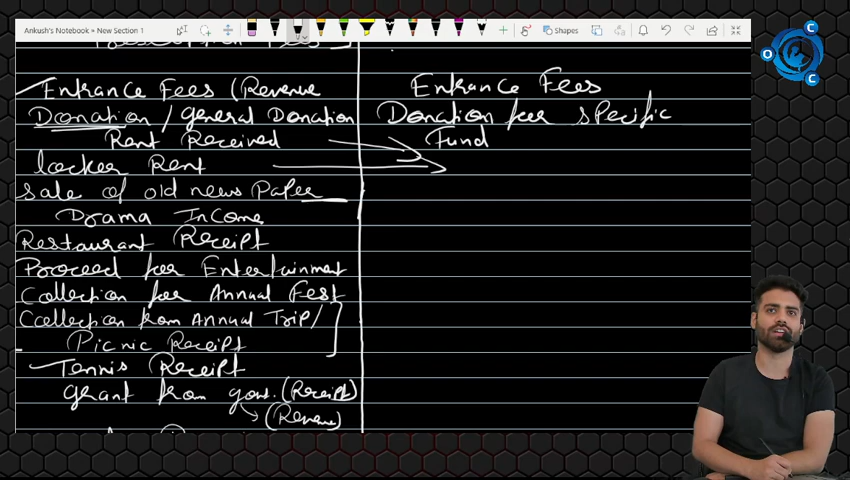 Ankush's Notebook » New Section 1
Shapes
O C C
Entrance Fees (Revenue
Donation / general Donation
Rent Received
locker Rent
sale of old news Paper
Drama InCome
Restaurant Receipt
Proceed for Entertainment
Collection for Annual Fest
Collection from Annual Trip/
Picnic Receipt
Tennis Receipt
grant from govt. (Receipt)
(Revenue)
Entrance Fees
Donation for specific
Fund